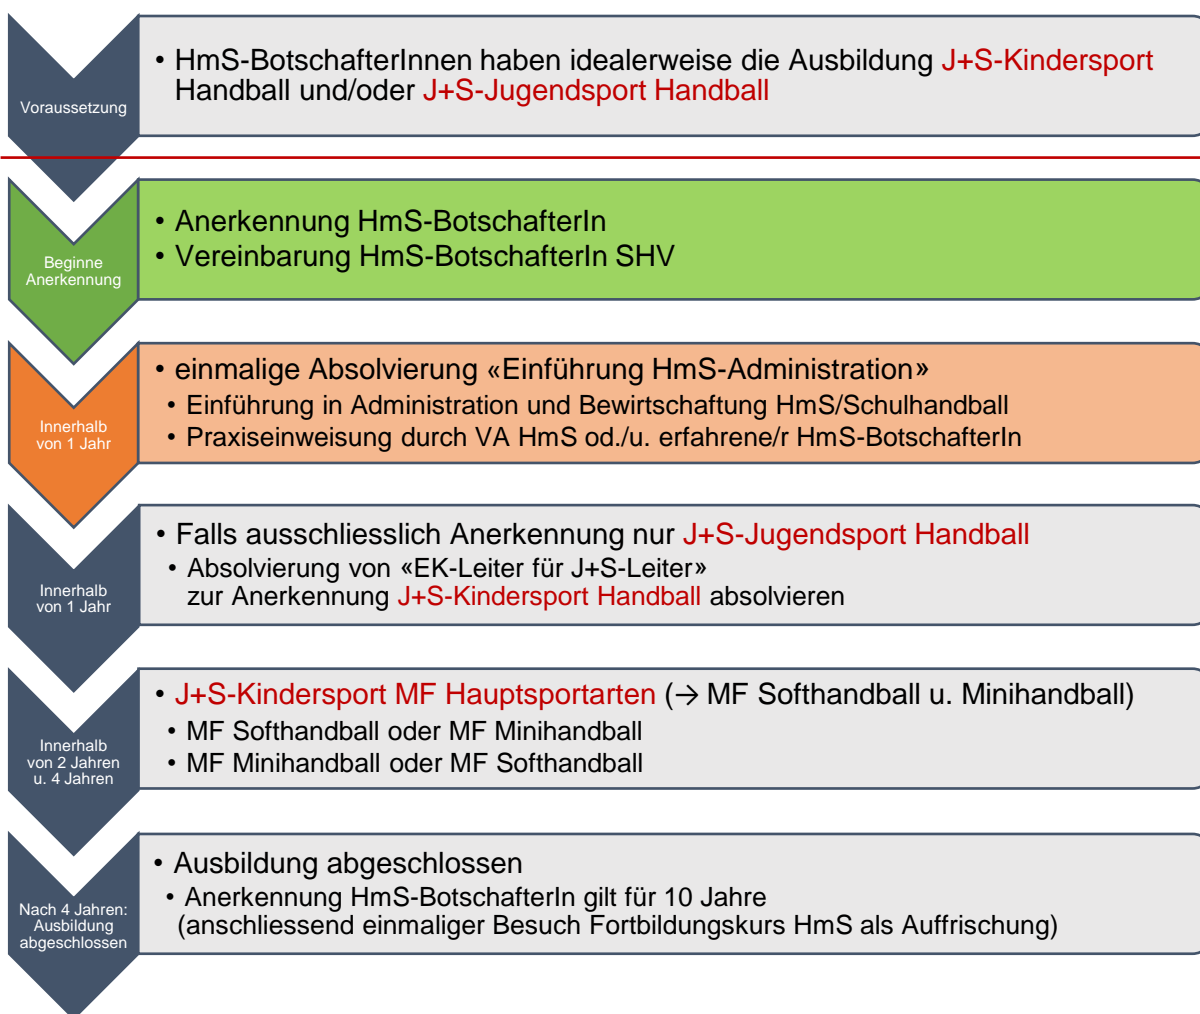 Voraussetzung
• HmS-BotschafterInnen haben idealerweise die Ausbildung J+S-Kindersport
Handball und/oder J+S-Jugendsport Handball
Beginne
Anerkennung
• Anerkennung HmS-BotschafterIn
• Vereinbarung HmS-BotschafterIn SHV
Innerhalb
von 1 Jahr
• einmalige Absolvierung «Einführung HmS-Administration»
• Einführung in Administration und Bewirtschaftung HmS/Schulhandball
• Praxiseinweisung durch VA HmS od./u. erfahrene/r HmS-BotschafterIn
Innerhalb
von 1 Jahr
• Falls ausschliesslich Anerkennung nur J+S-Jugendsport Handball
• Absolvierung von «EK-Leiter für J+S-Leiter»
zur Anerkennung J+S-Kindersport Handball absolvieren
Innerhalb
von 2 Jahren
u. 4 Jahren
• J+S-Kindersport MF Hauptsportarten (→ MF Softhandball u. Minihandball)
• MF Softhandball oder MF Minihandball
• MF Minihandball oder MF Softhandball
Nach 4 Jahren:
Ausbildung
abgeschlossen
• Ausbildung abgeschlossen
• Anerkennung HmS-BotschafterIn gilt für 10 Jahre
(anschliessend einmaliger Besuch Fortbildungskurs HmS als Auffrischung)